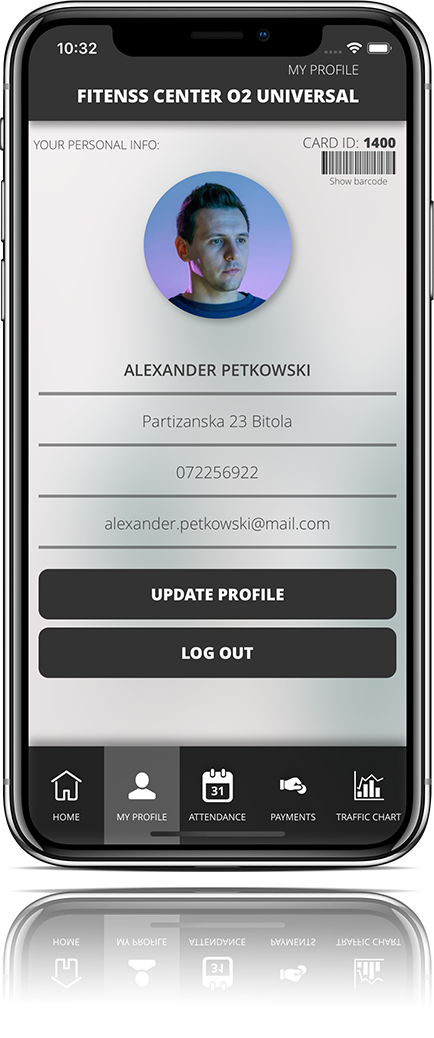 10:32
MY PROFILE
FITENSS CENTER O2 UNIVERSAL
YOUR PERSONAL INFO:
CARD ID: 1400
Show barcode
ALEXANDER PETKOWSKI
Partizanska 23 Bitola
072256922
alexander.petkowski@mail.com
UPDATE PROFILE
LOG OUT
31
HOME
MY PROFILE
ATTENDANCE
PAYMENTS
TRAFFIC CHART